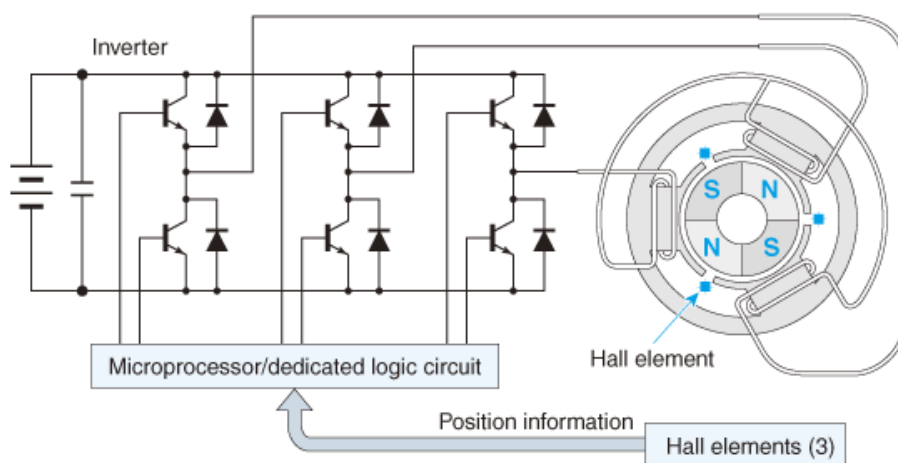 Inverter
S N
N S
Hall element
Microprocessor/dedicated logic circuit
Position information
Hall elements (3)